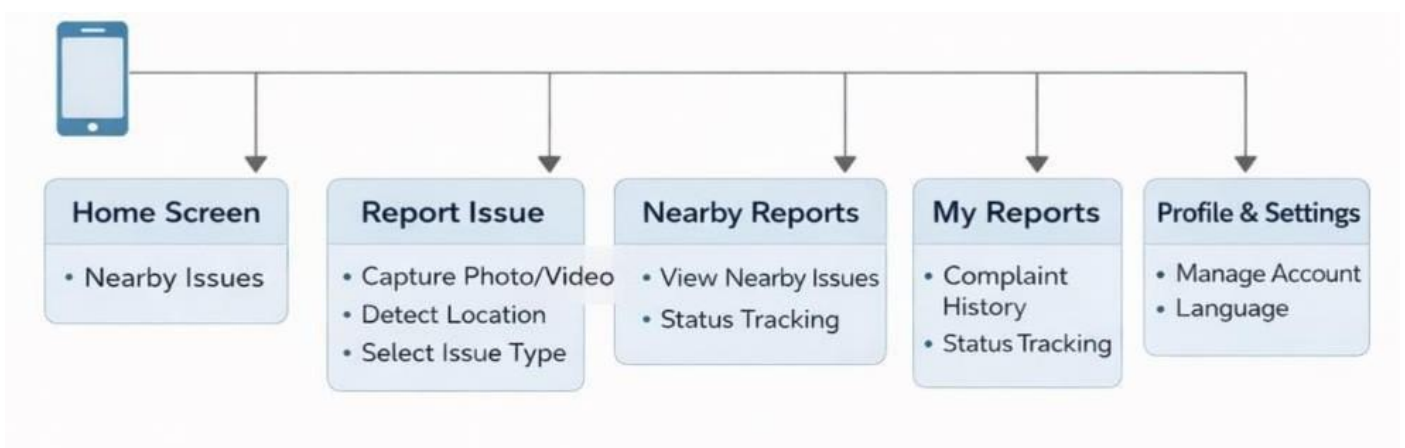 Home Screen
• Nearby Issues
Report Issue
• Capture Photo/Video
• Detect Location
• Select Issue Type
Nearby Reports
• View Nearby Issues
• Status Tracking
My Reports
• Complaint
History
• Status Tracking
Profile & Settings
• Manage Account
• Language